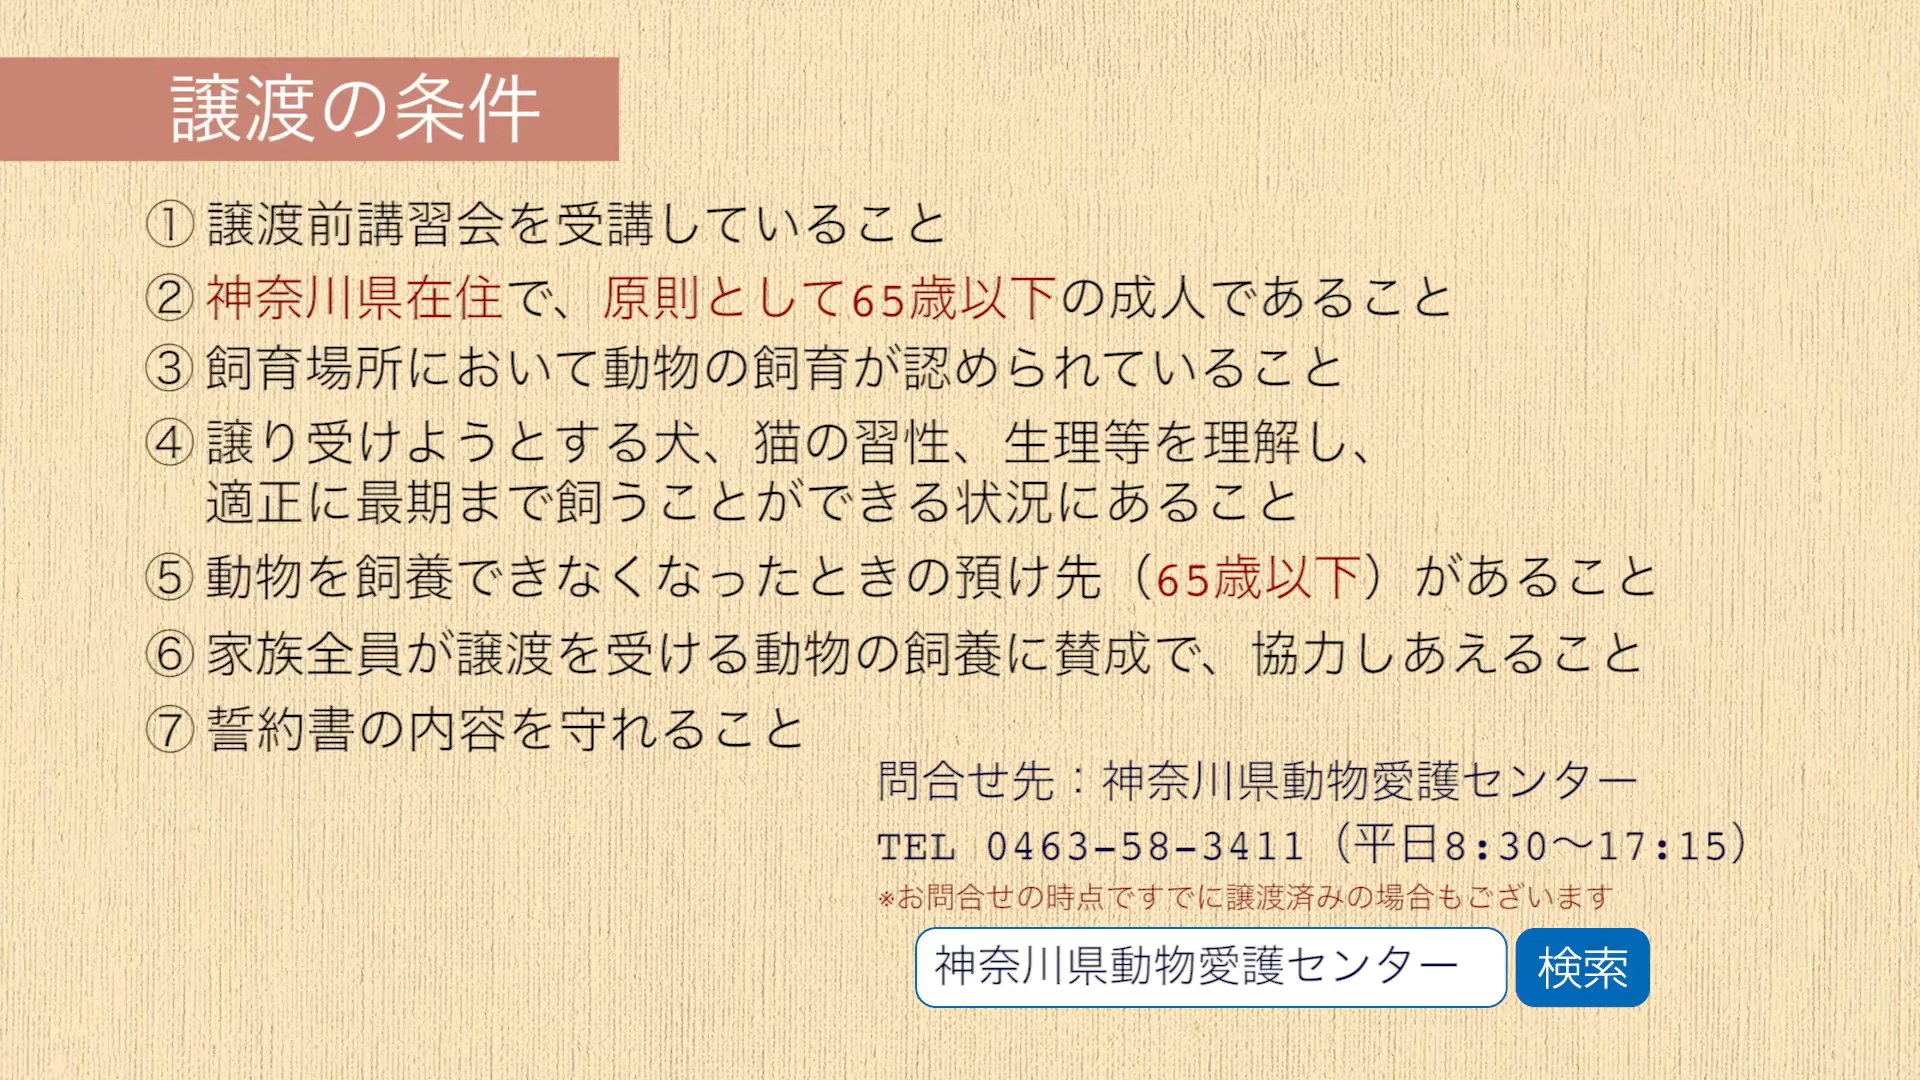 譲渡の条件
①譲渡前講習会を受講していること
②神奈川県在住で、原則として65歳以下の成人であること
③飼育場所において動物の飼育が認められていること
④譲り受けようとする犬、猫の習性、生理等を理解し、
適正に最期まで飼うことができる状況にあること
⑤動物を飼養できなくなったときの預け先（65歳以下）があること
⑥家族全員が譲渡を受ける動物の飼養に賛成で、協力しあえること
⑦誓約書の内容を守れること
問合せ先：神奈川県動物愛護センター
TEL 0463-58-3411（平日8:30〜17:15）
※お問合せの時点ですでに譲渡済みの場合もございます
神奈川県動物愛護センター 検索